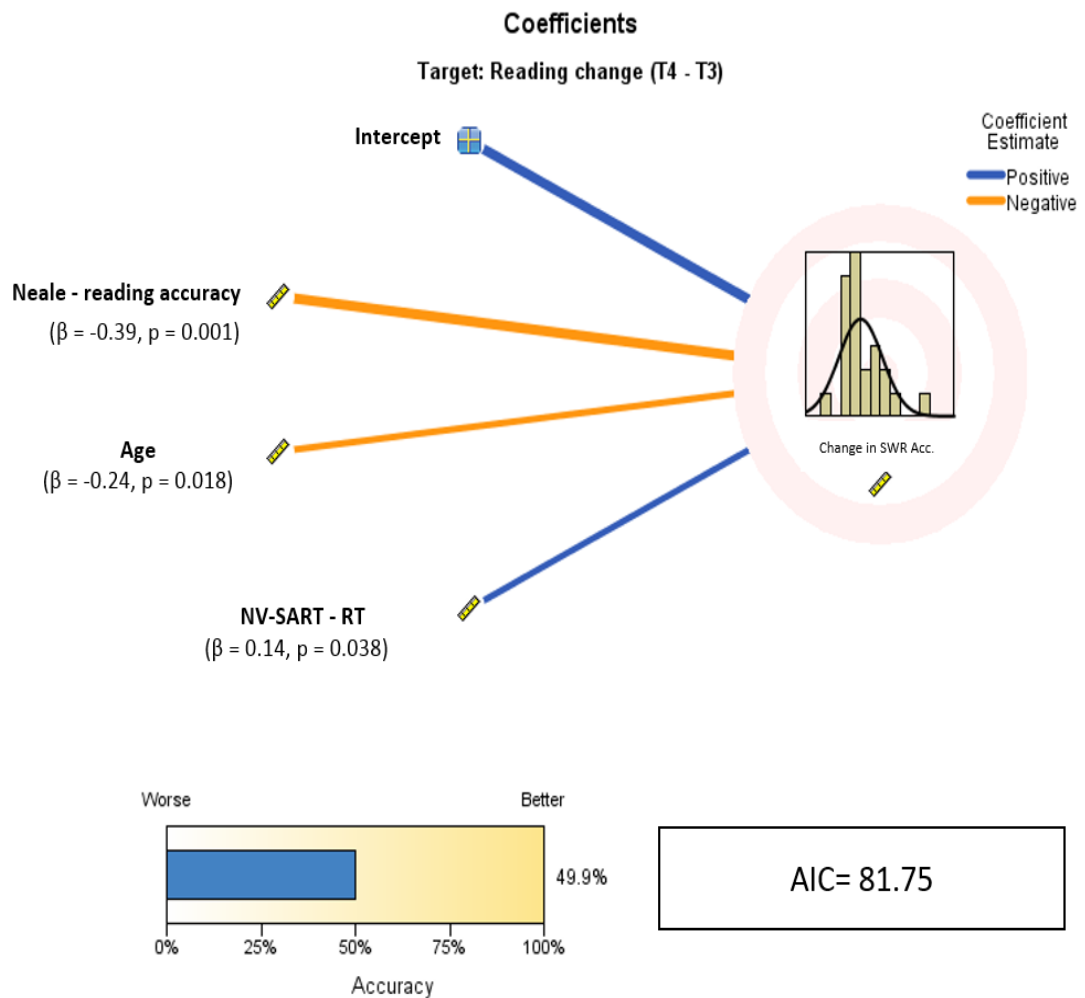 Coefficients
Target: Reading change (T4 - T3)
Intercept
Coefficient
Estimate
Positive
Negative
Neale - reading accuracy
(β = -0.39, p = 0.001)
Age
(β = -0.24, p = 0.018)
Change in SWR Acc.
NV-SART - RT
(β = 0.14, p = 0.038)
Worse
Better
49.9%
0%
25%
50%
75%
100%
Accuracy
AIC= 81.75